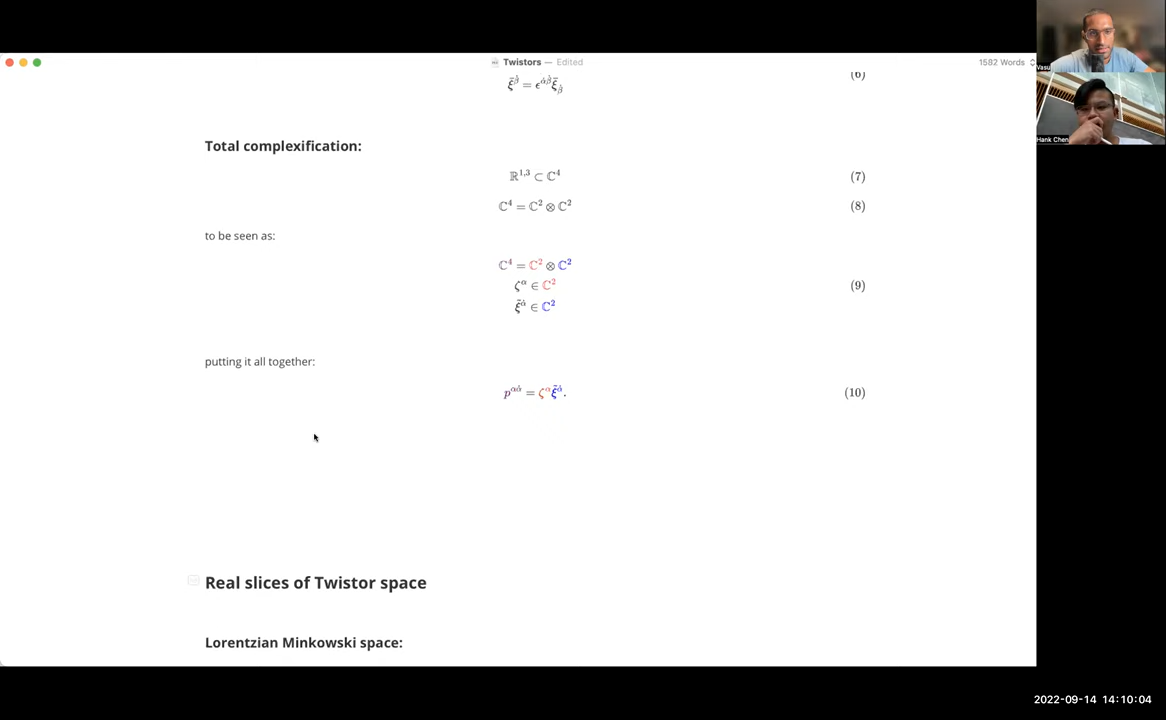 Twistors — Edited
1582 Words
ξ̄^β̇ = ϵ^α̇β̇ ξ̄_β̇ (6)
Total complexification:
ℝ^1,3 ⊂ ℂ^4 (7)
ℂ^4 = ℂ^2 ⊗ ℂ^2 (8)
to be seen as:
ℂ^4 = ℂ^2 ⊗ ℂ^2
ζ^α ∈ ℂ^2 (9)
ξ̃^α̇ ∈ ℂ^2
putting it all together:
p^αα̇ = ζ^α ξ̃^α̇. (10)
Real slices of Twistor space
Lorentzian Minkowski space:
Vasu
Hank Chen
2022-09-14 14:10:04